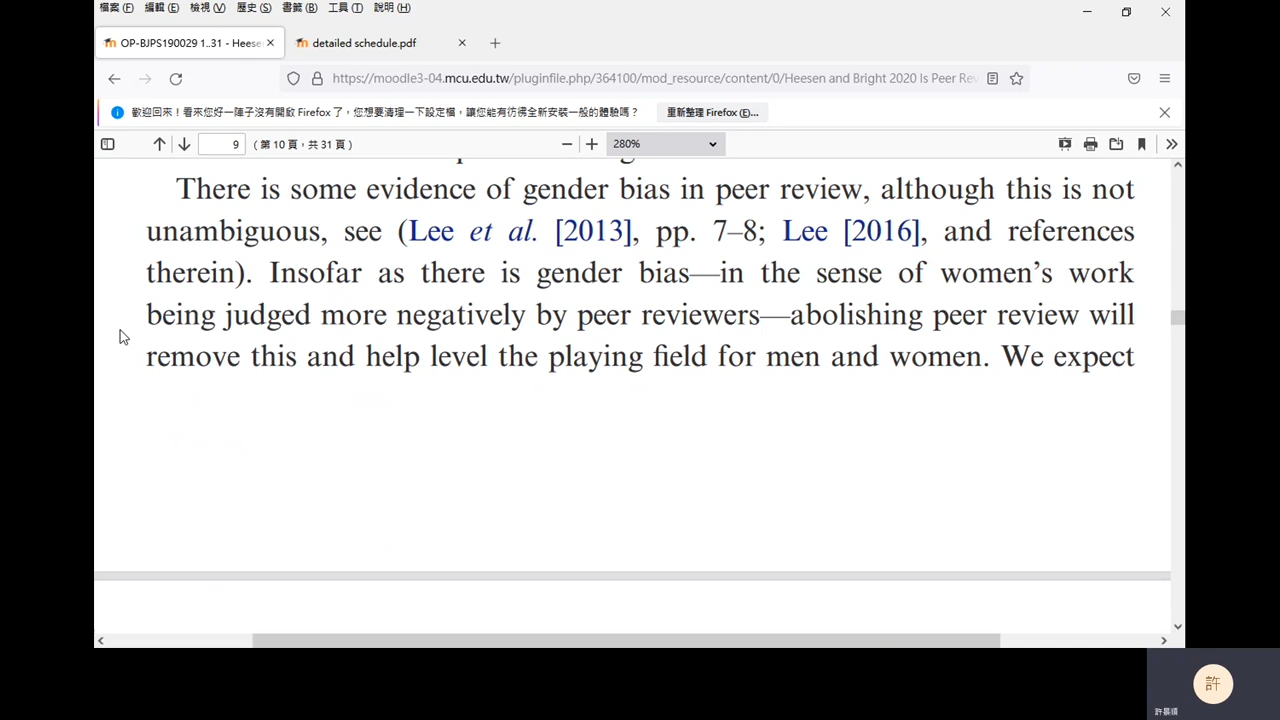 檔案(F) 編輯(E) 檢視(V) 歷史(S) 書籤(B) 工具(T) 說明(H)
OP-BJPS190029 1..31 - Heese
detailed schedule.pdf
https://moodle3-04.mcu.edu.tw/pluginfile.php/364100/mod_resource/content/0/Heesen and Bright 2020 Is Peer Rev
歡迎回來！看來您好一陣子沒有開啟 Firefox 了，您想要清理一下設定檔，讓您能有彷彿全新安裝一般的體驗嗎？ 重新整理 Firefox (E)...
9 (第 10 頁，共 31 頁) 280%
There is some evidence of gender bias in peer review, although this is not
unambiguous, see (Lee et al. [2013], pp. 7–8; Lee [2016], and references
therein). Insofar as there is gender bias—in the sense of women's work
being judged more negatively by peer reviewers—abolishing peer review will
remove this and help level the playing field for men and women. We expect
許